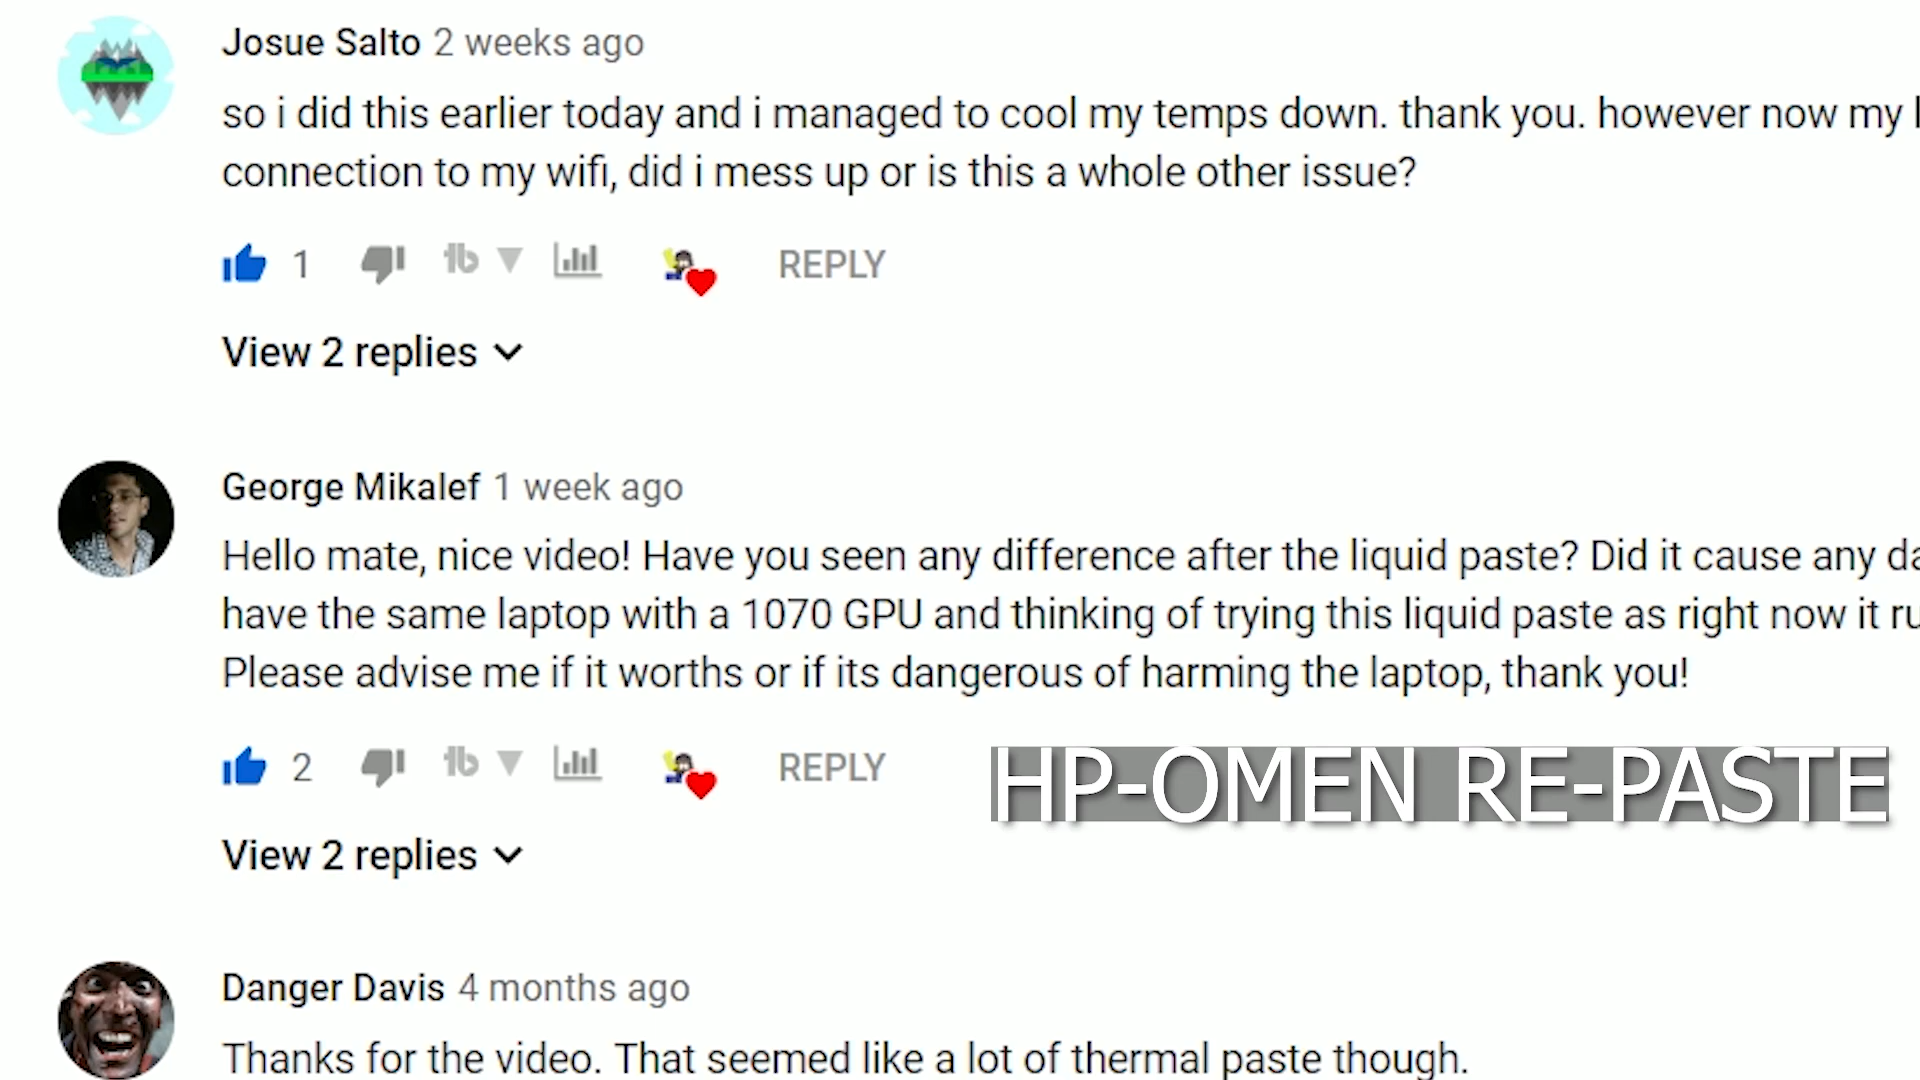 Josue Salto 2 weeks ago
so i did this earlier today and i managed to cool my temps down. thank you. however now my
connection to my wifi, did i mess up or is this a whole other issue?
1 REPLY
View 2 replies
George Mikalef 1 week ago
Hello mate, nice video! Have you seen any difference after the liquid paste? Did it cause any
have the same laptop with a 1070 GPU and thinking of trying this liquid paste as right now it
Please advise me if it worths or if its dangerous of harming the laptop, thank you!
2 REPLY
HP-OMEN RE-PASTE
View 2 replies
Danger Davis 4 months ago
Thanks for the video. That seemed like a lot of thermal paste though.